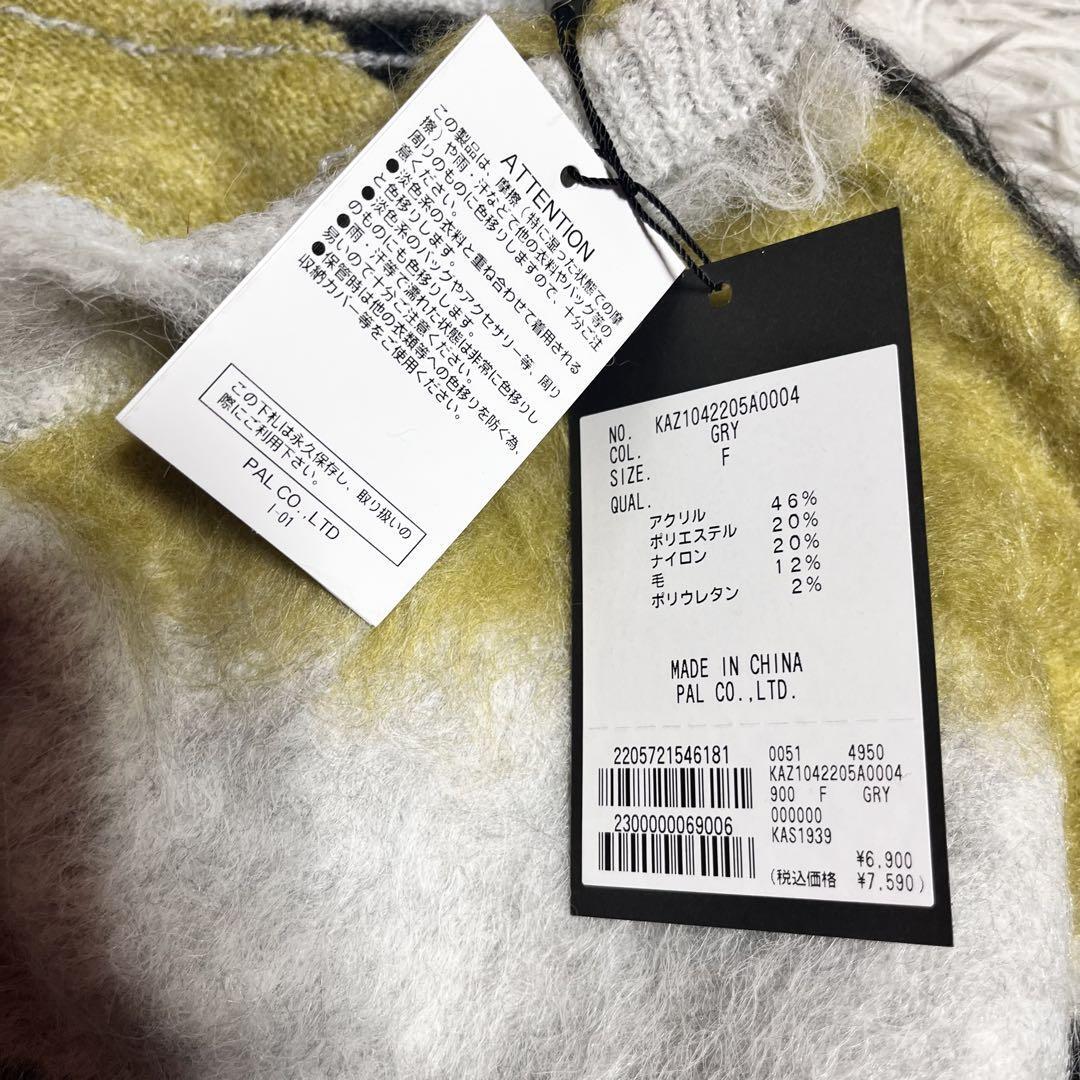 ATTENTION
この製品は、摩擦（特に湿った状態での摩
擦）や雨・汗などで他の衣料やバック等の
周りのものに色移りしますので、十分ご注
意ください。
●淡色系の衣料と重ね合わせて着用される
と色移りします。
●淡色系のバックやアクセサリー等、周り
のものにも色移りします。
●雨・汗等で濡れた状態は非常に色移りし
易いので十分ご注意ください。
●保管時は他の衣類等への色移りを防ぐ為、
収納カバー等をご使用ください。
この下札は永久保存し、取り扱いの
際にご利用下さい。
PAL CO.,LTD
I-01
NO. KAZ1042205A0004
COL. GRY
SIZE. F
QUAL.
アクリル 46%
ポリエステル 20%
ナイロン 20%
毛 12%
ポリウレタン 2%
MADE IN CHINA
PAL CO.,LTD.
2205721546181
2300000069006
0051 4950
KAZ1042205A0004
900 F GRY
000000
KAS1939
¥6,900
(税込価格 ¥7,590)